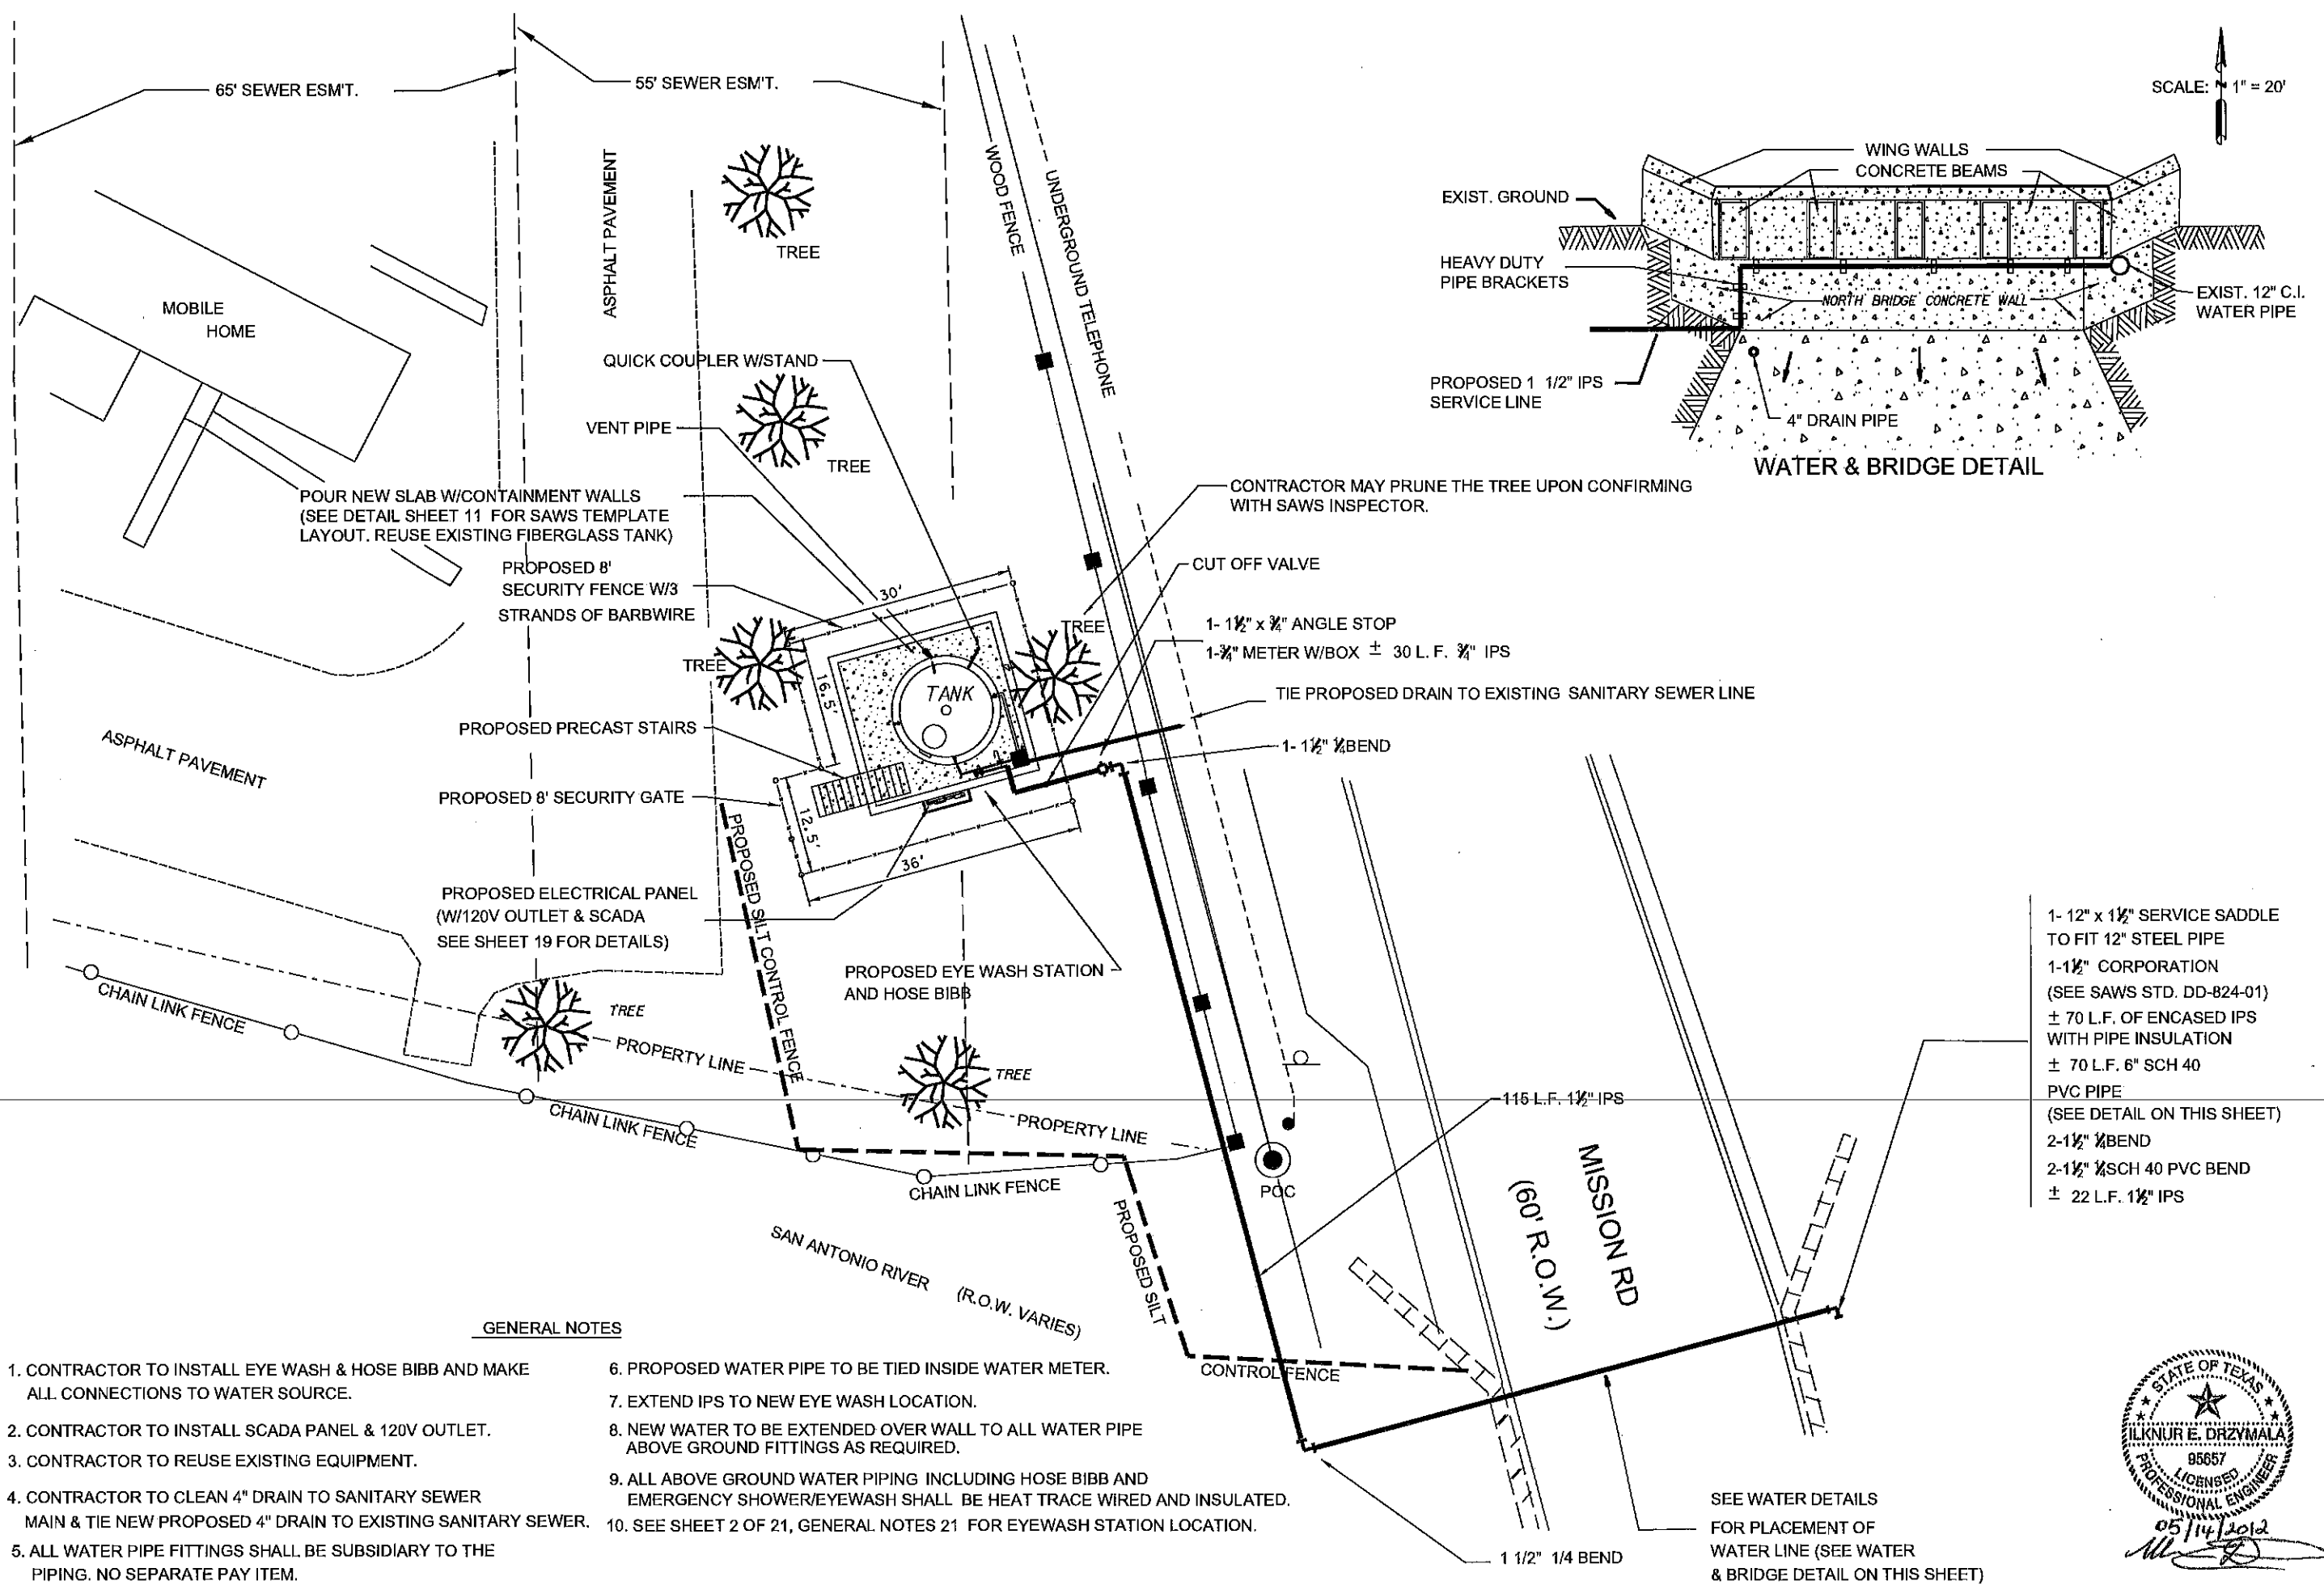 65' SEWER ESM'T.
55' SEWER ESM'T.
ASPHALT PAVEMENT
TREE
WOOD FENCE
UNDERGROUND TELEPHONE
MOBILE
HOME
QUICK COUPLER W/STAND
VENT PIPE
TREE
POUR NEW SLAB W/CONTAINMENT WALLS
(SEE DETAIL SHEET 11 FOR SAWS TEMPLATE
LAYOUT. REUSE EXISTING FIBERGLASS TANK)
PROPOSED 8'
SECURITY FENCE W/3
STRANDS OF BARBWIRE
30'
TREE
TREE
16.5'
TANK
PROPOSED PRECAST STAIRS
ASPHALT PAVEMENT
PROPOSED 8' SECURITY GATE
12.5'
36'
PROPOSED ELECTRICAL PANEL
(W/120V OUTLET & SCADA
SEE SHEET 19 FOR DETAILS)
PROPOSED SILT CONTROL FENCE
PROPOSED EYE WASH STATION
AND HOSE BIBB
CHAIN LINK FENCE
TREE
PROPERTY LINE
CHAIN LINK FENCE
TREE
PROPERTY LINE
CHAIN LINK FENCE
POC
SAN ANTONIO RIVER (R.O.W. VARIES)
PROPOSED SILT
CONTROL FENCE
SCALE: N 1" = 20'
WING WALLS
CONCRETE BEAMS
EXIST. GROUND
HEAVY DUTY
PIPE BRACKETS
NORTH BRIDGE CONCRETE WALL
EXIST. 12" C.I.
WATER PIPE
PROPOSED 1 1/2" IPS
SERVICE LINE
4" DRAIN PIPE
WATER & BRIDGE DETAIL
CONTRACTOR MAY PRUNE THE TREE UPON CONFIRMING
WITH SAWS INSPECTOR.
CUT OFF VALVE
1- 1½" x ¾" ANGLE STOP
1-¾" METER W/BOX ± 30 L. F. ¾" IPS
TIE PROPOSED DRAIN TO EXISTING SANITARY SEWER LINE
1- 1½" ¼ BEND
115 L.F. 1½" IPS
MISSION RD
(60' R.O.W.)
1- 12" x 1½" SERVICE SADDLE
TO FIT 12" STEEL PIPE
1-1½" CORPORATION
(SEE SAWS STD. DD-824-01)
± 70 L.F. OF ENCASED IPS
WITH PIPE INSULATION
± 70 L.F. 6" SCH 40
PVC PIPE
(SEE DETAIL ON THIS SHEET)
2-1½" ¼ BEND
2-1½" ¼ SCH 40 PVC BEND
± 22 L.F. 1½" IPS
1 1/2" 1/4 BEND
SEE WATER DETAILS
FOR PLACEMENT OF
WATER LINE (SEE WATER
& BRIDGE DETAIL ON THIS SHEET)
GENERAL NOTES
1. CONTRACTOR TO INSTALL EYE WASH & HOSE BIBB AND MAKE
ALL CONNECTIONS TO WATER SOURCE.
2. CONTRACTOR TO INSTALL SCADA PANEL & 120V OUTLET.
3. CONTRACTOR TO REUSE EXISTING EQUIPMENT.
4. CONTRACTOR TO CLEAN 4" DRAIN TO SANITARY SEWER
MAIN & TIE NEW PROPOSED 4" DRAIN TO EXISTING SANITARY SEWER.
5. ALL WATER PIPE FITTINGS SHALL BE SUBSIDIARY TO THE
PIPING. NO SEPARATE PAY ITEM.
6. PROPOSED WATER PIPE TO BE TIED INSIDE WATER METER.
7. EXTEND IPS TO NEW EYE WASH LOCATION.
8. NEW WATER TO BE EXTENDED OVER WALL TO ALL WATER PIPE
ABOVE GROUND FITTINGS AS REQUIRED.
9. ALL ABOVE GROUND WATER PIPING INCLUDING HOSE BIBB AND
EMERGENCY SHOWER/EYEWASH SHALL BE HEAT TRACE WIRED AND INSULATED.
10. SEE SHEET 2 OF 21, GENERAL NOTES 21 FOR EYEWASH STATION LOCATION.
STATE OF TEXAS
ILKNUR E. DRZYMALA
95657
LICENSED
PROFESSIONAL ENGINEER
05/14/2012